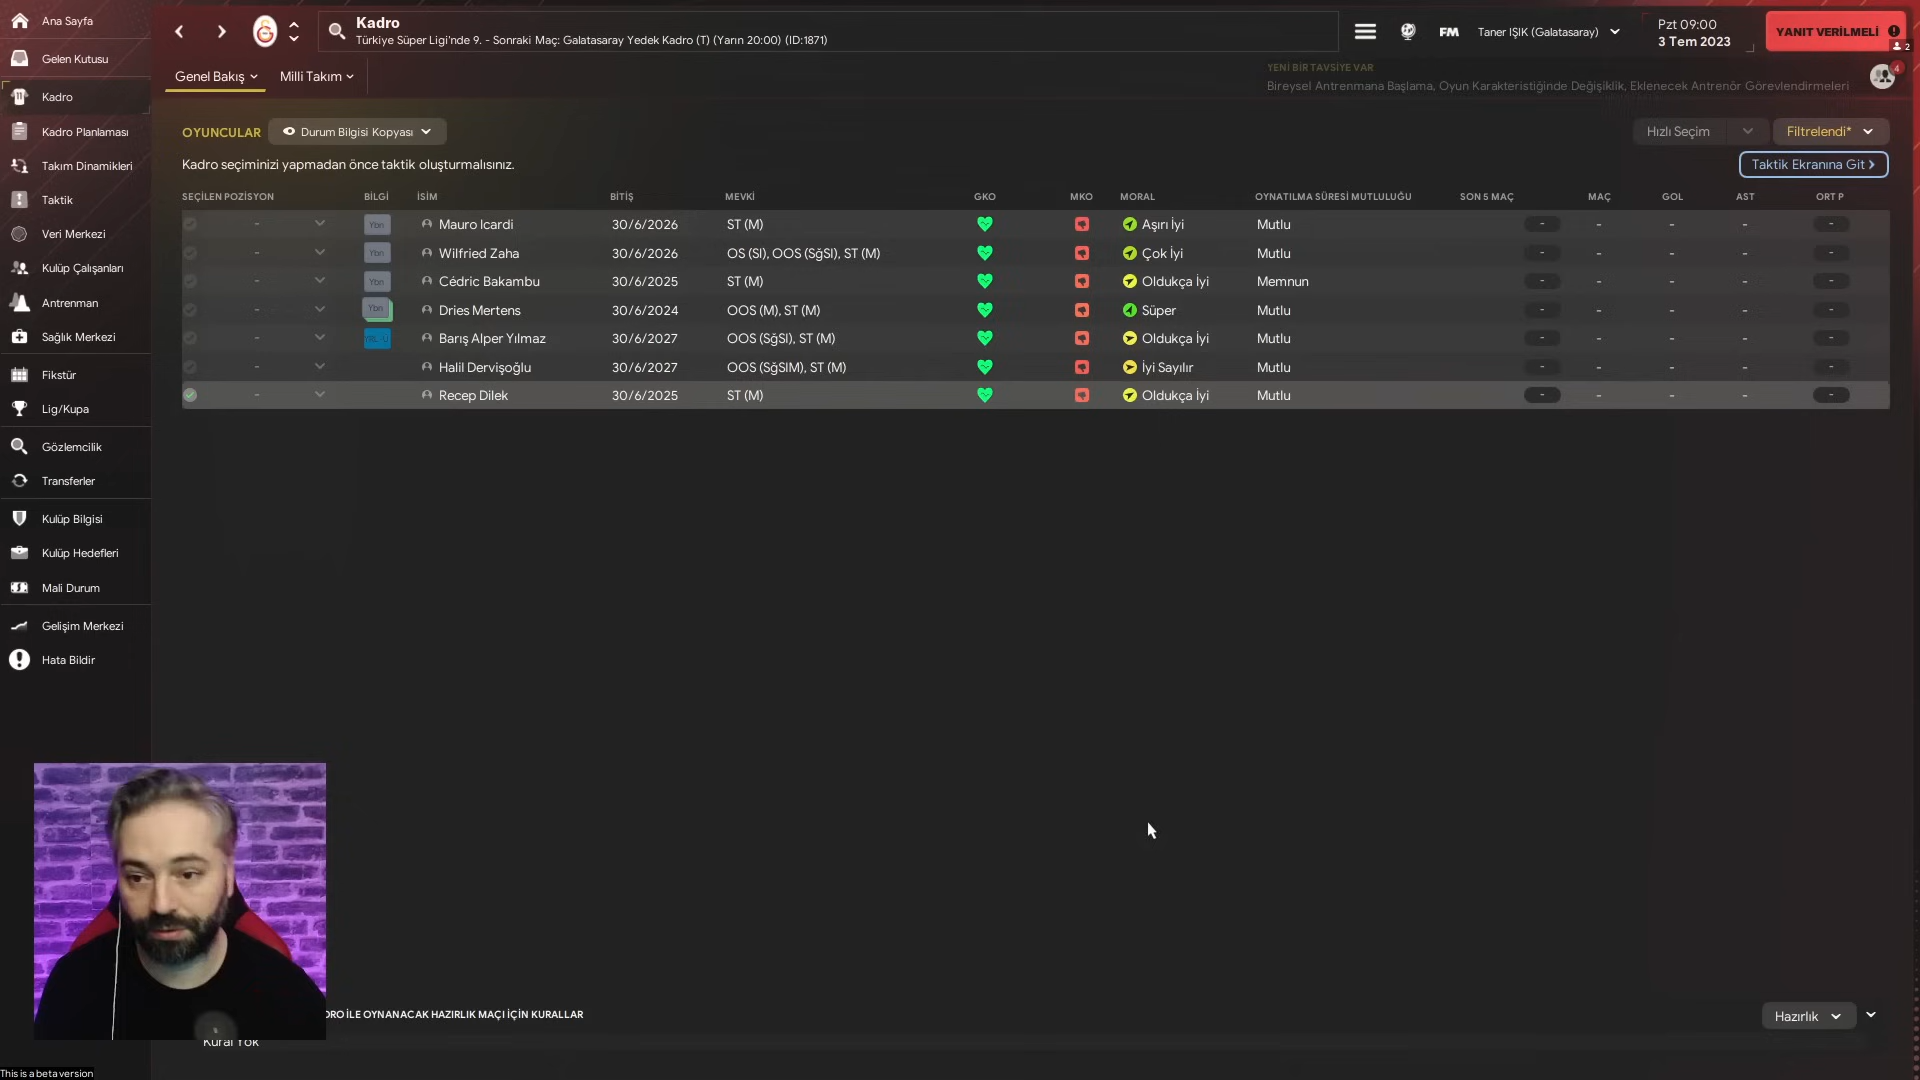 Ana Sayfa
Gelen Kutusu
Kadro
Kadro Planlaması
Takım Dinamikleri
Taktik
Veri Merkezi
Kulüp Çalışanları
Antrenman
Sağlık Merkezi
Fikstür
Lig/Kupa
Gözlemcilik
Transferler
Kulüp Bilgisi
Kulüp Hedefleri
Mali Durum
Gelişim Merkezi
Hata Bildir
Kadro
Türkiye Süper Ligi'nde 9. - Sonraki Maç: Galatasaray Yedek Kadro (T) (Yarın 20:00) (ID:1871)
FM
Taner IŞIK (Galatasaray)
Pzt 09:00
3 Tem 2023
YANIT VERİLMELİ
2
Genel Bakış
Milli Takım
YENİ BİR TAVSİYE VAR
Bireysel Antrenmana Başlama, Oyun Karakteristiğinde Değişiklik, Eklenecek Antrenör Görevlendirmeleri
4
OYUNCULAR
Durum Bilgisi Kopyası
Hızlı Seçim
Filtrelendi*
Kadro seçiminizi yapmadan önce taktik oluşturmalısınız.
Taktik Ekranına Git
SEÇİLEN POZİSYON BİLGİ İSİM BİTİŞ MEVKİ GKO MKO MORAL OYNATILMA SÜRESİ MUTLULUĞU SON 5 MAÇ MAÇ GOL AST ORT P
- Ybn Mauro Icardi 30/6/2026 ST (M) Aşırı İyi Mutlu - - - - -
- Ybn Wilfried Zaha 30/6/2026 OS (Sl), OOS (SğSl), ST (M) Çok İyi Mutlu - - - - -
- Ybn Cédric Bakambu 30/6/2025 ST (M) Oldukça İyi Memnun - - - - -
- Ybn Dries Mertens 30/6/2024 OOS (M), ST (M) Süper Mutlu - - - - -
- Barış Alper Yılmaz 30/6/2027 OOS (SğSl), ST (M) Oldukça İyi Mutlu - - - - -
- Halil Dervişoğlu 30/6/2027 OOS (SğSlM), ST (M) İyi Sayılır Mutlu - - - - -
- Recep Dilek 30/6/2025 ST (M) Oldukça İyi Mutlu - - - - -
İLE OYNANACAK HAZIRLIK MAÇI İÇİN KURALLAR
Hazırlık
Kural Yok
This is a beta version